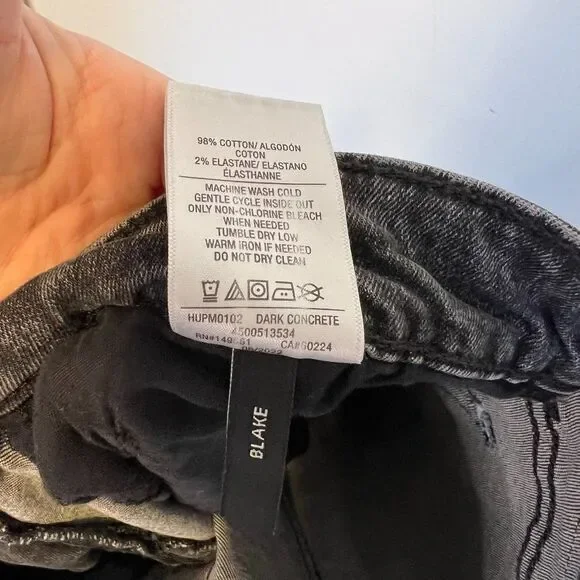 98% COTTON/ ALGODÓN
COTON
2% ELASTANE/ ELASTANO
ÉLASTHANNE
MACHINE WASH COLD
GENTLE CYCLE INSIDE OUT
ONLY NON-CHLORINE BLEACH
WHEN NEEDED
TUMBLE DRY LOW
WARM IRON IF NEEDED
DO NOT DRY CLEAN
HUPM0102 DARK CONCRETE
4500513534
CA#60224
BLAKE